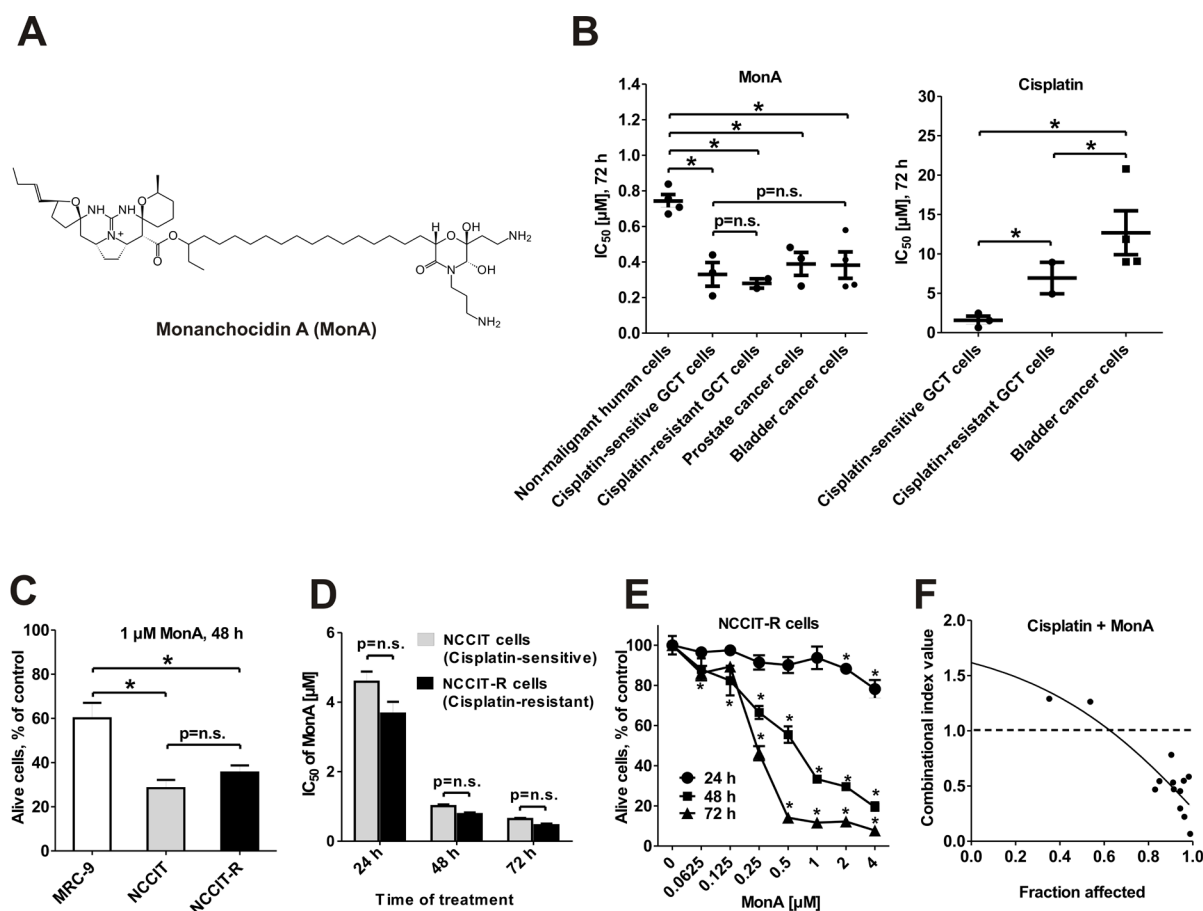 A
O
NH
NH
O
N
+
O
O
O
O
N
H
O
OH
OH
NH₂
NH₂
Monanchocidin A (MonA)
B
MonA
IC₅₀ [µM], 72 h
1.4
1.2
1.0
0.8
0.6
0.4
0.2
0.0
*
*
*
*
p=n.s.
p=n.s.
Non-malignant human cells
Cisplatin-sensitive GCT cells
Cisplatin-resistant GCT cells
Prostate cancer cells
Bladder cancer cells
Cisplatin
IC₅₀ [µM], 72 h
30
25
20
15
10
5
0
*
*
*
Cisplatin-sensitive GCT cells
Cisplatin-resistant GCT cells
Bladder cancer cells
C
1 µM MonA, 48 h
Alive cells, % of control
100
80
60
40
20
0
*
*
p=n.s.
MRC-9
NCCIT
NCCIT-R
D
IC₅₀ of MonA [µM]
6
4
2
0
p=n.s.
p=n.s.
p=n.s.
NCCIT cells
(Cisplatin-sensitive)
NCCIT-R cells
(Cisplatin-resistant)
24 h
48 h
72 h
Time of treatment
E
NCCIT-R cells
Alive cells, % of control
100
80
60
40
20
0
24 h
48 h
72 h
0
0.0625
0.125
0.25
0.5
1
2
4
MonA [µM]
F
Cisplatin + MonA
Combinational index value
2.0
1.5
1.0
0.5
0.0
0.0
0.2
0.4
0.6
0.8
1.0
Fraction affected